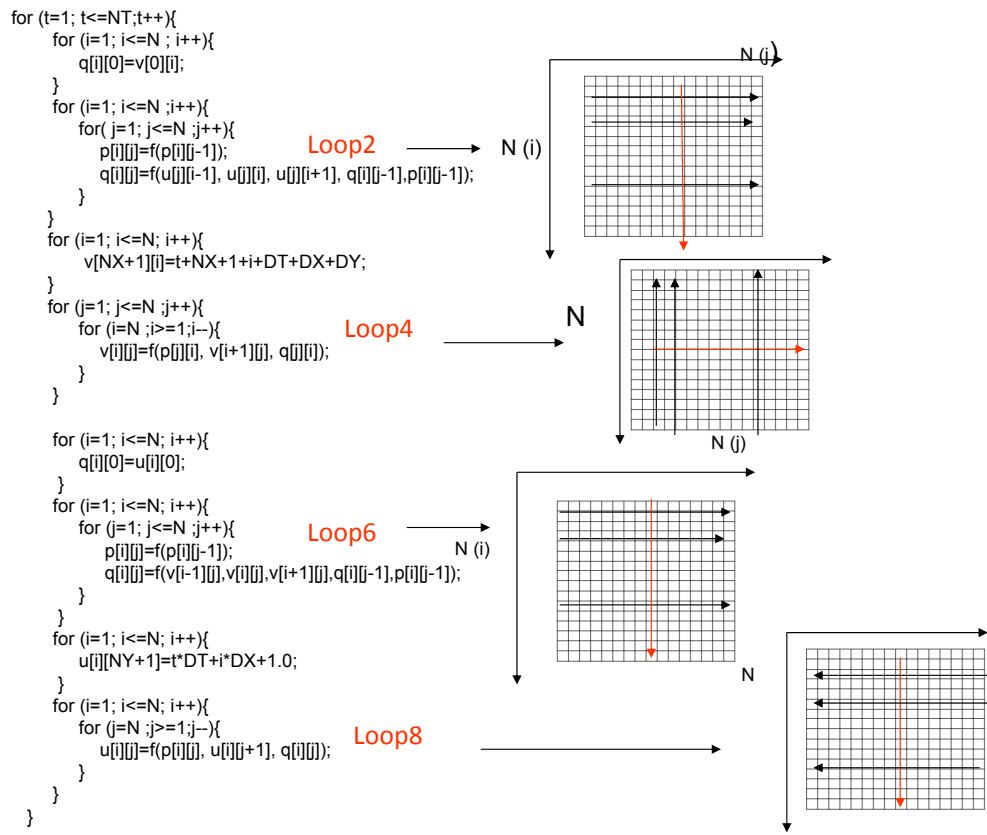 for (t=1; t<=NT;t++){
for (i=1; i<=N ; i++){
q[i][0]=v[0][i];
}
for (i=1; i<=N ;i++){
for( j=1; j<=N ;j++){
p[i][j]=f(p[i][j-1]);
q[i][j]=f(u[j][i-1], u[j][i], u[j][i+1], q[i][j-1],p[i][j-1]);
}
}
Loop2
N (i)
N (j)
for (i=1; i<=N; i++){
v[NX+1][i]=t+NX+1+i+DT+DX+DY;
}
for (j=1; j<=N ;j++){
for (i=N ;i>=1;i--){
v[i][j]=f(p[j][i], v[i+1][j], q[j][i]);
}
}
Loop4
N
N (j)
for (i=1; i<=N; i++){
q[i][0]=u[i][0];
}
for (i=1; i<=N; i++){
for (j=1; j<=N ;j++){
p[i][j]=f(p[i][j-1]);
q[i][j]=f(v[i-1][j],v[i][j],v[i+1][j],q[i][j-1],p[i][j-1]);
}
}
Loop6
N (i)
N
for (i=1; i<=N; i++){
u[i][NY+1]=t*DT+i*DX+1.0;
}
for (i=1; i<=N; i++){
for (j=N ;j>=1;j--){
u[i][j]=f(p[i][j], u[i][j+1], q[i][j]);
}
}
}
Loop8